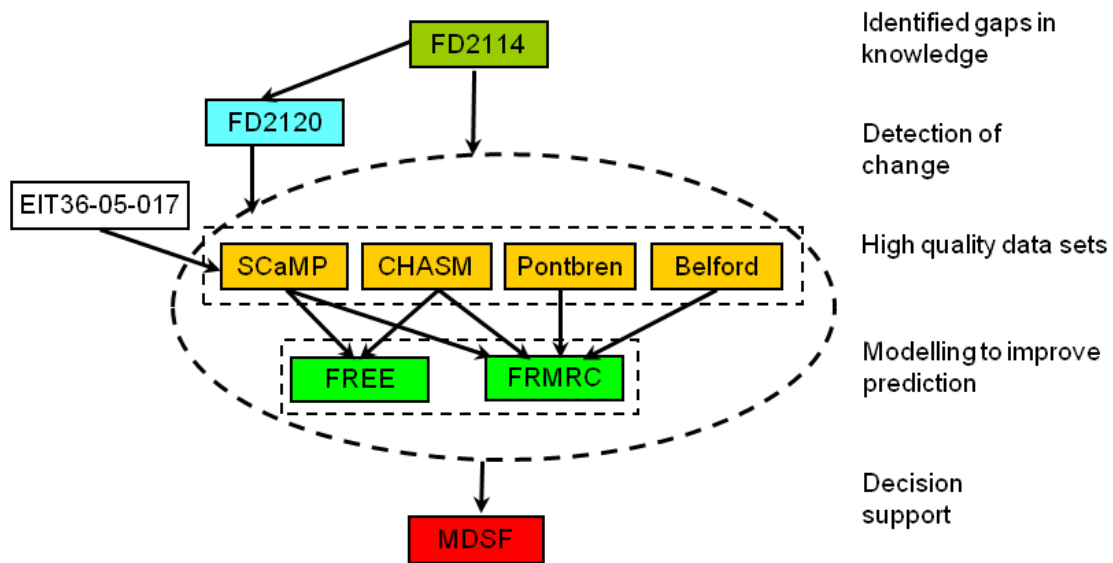 FD2114
Identified gaps in
knowledge
FD2120
Detection of
change
EIT36-05-017
SCaMP
CHASM
Pontbren
Belford
High quality data sets
FREE
FRMRC
Modelling to improve
prediction
MDSF
Decision
support